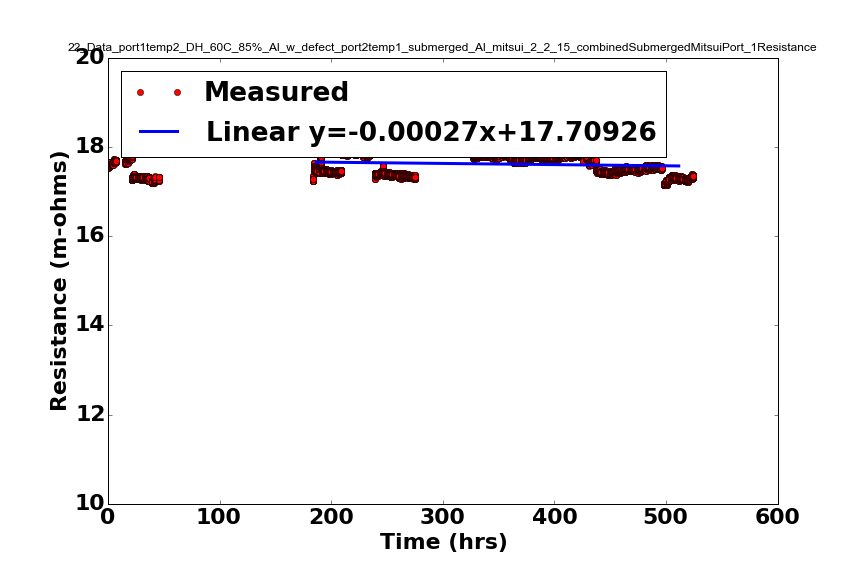 22_Data_port1temp2_DH_60C_85%_Al_w_defect_port2temp1_submerged_Al_mitsui_2_2_15_combinedSubmergedMitsuiPort_1Resistance
20
Measured
Linear y=-0.00027x+17.70926
18
16
14
12
10
Resistance (m-ohms)
0 100 200 300 400 500 600
Time (hrs)